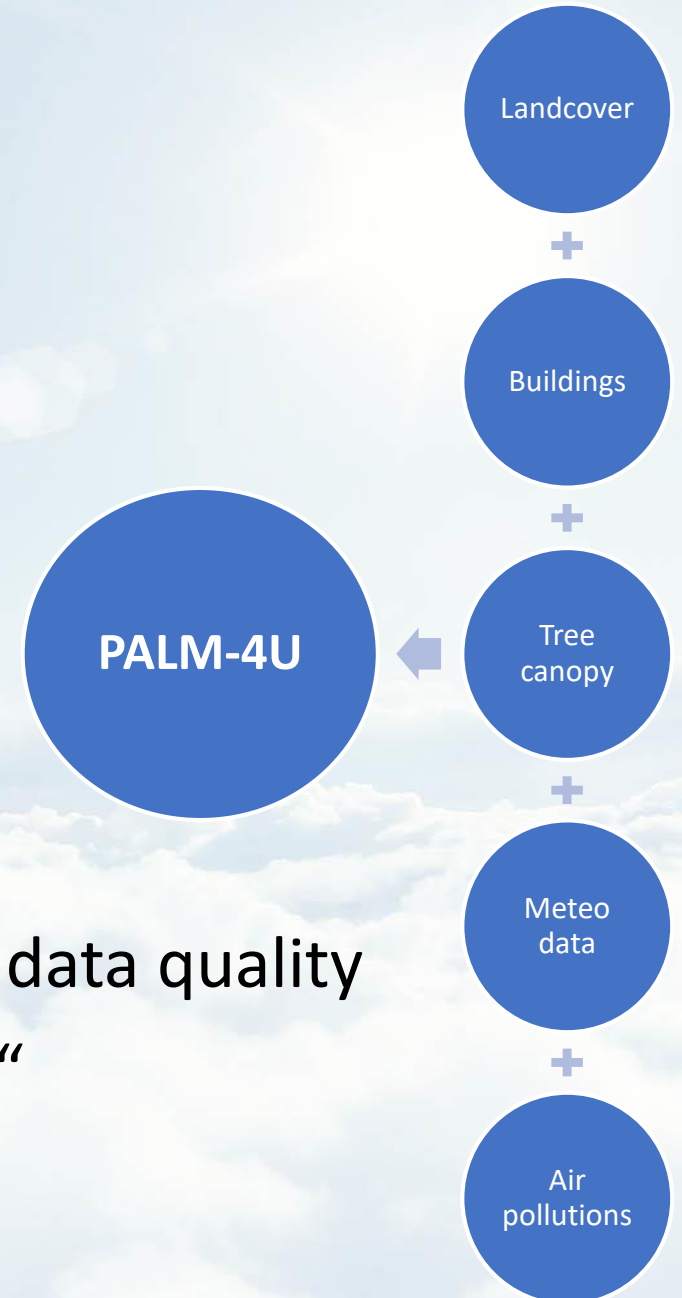 Landcover
Buildings
PALM-4U
Tree
canopy
Meteo
data
data quality
“
Air
pollutions